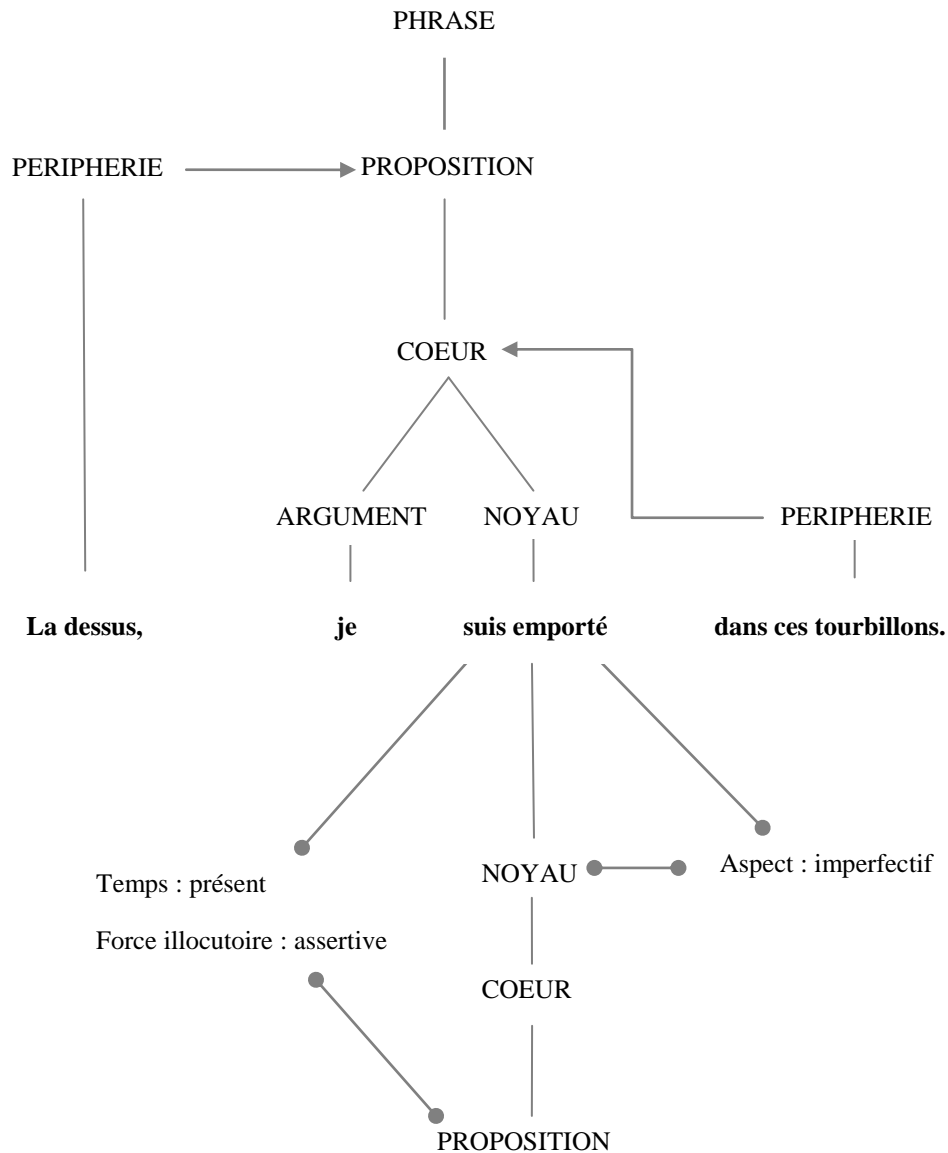 PHRASE
PERIPHERIE PROPOSITION
COEUR
ARGUMENT NOYAU PERIPHERIE
La dessus, je suis emporté dans ces tourbillons.
NOYAU Aspect : imperfectif
Temps : présent
Force illocutoire : assertive
COEUR
PROPOSITION